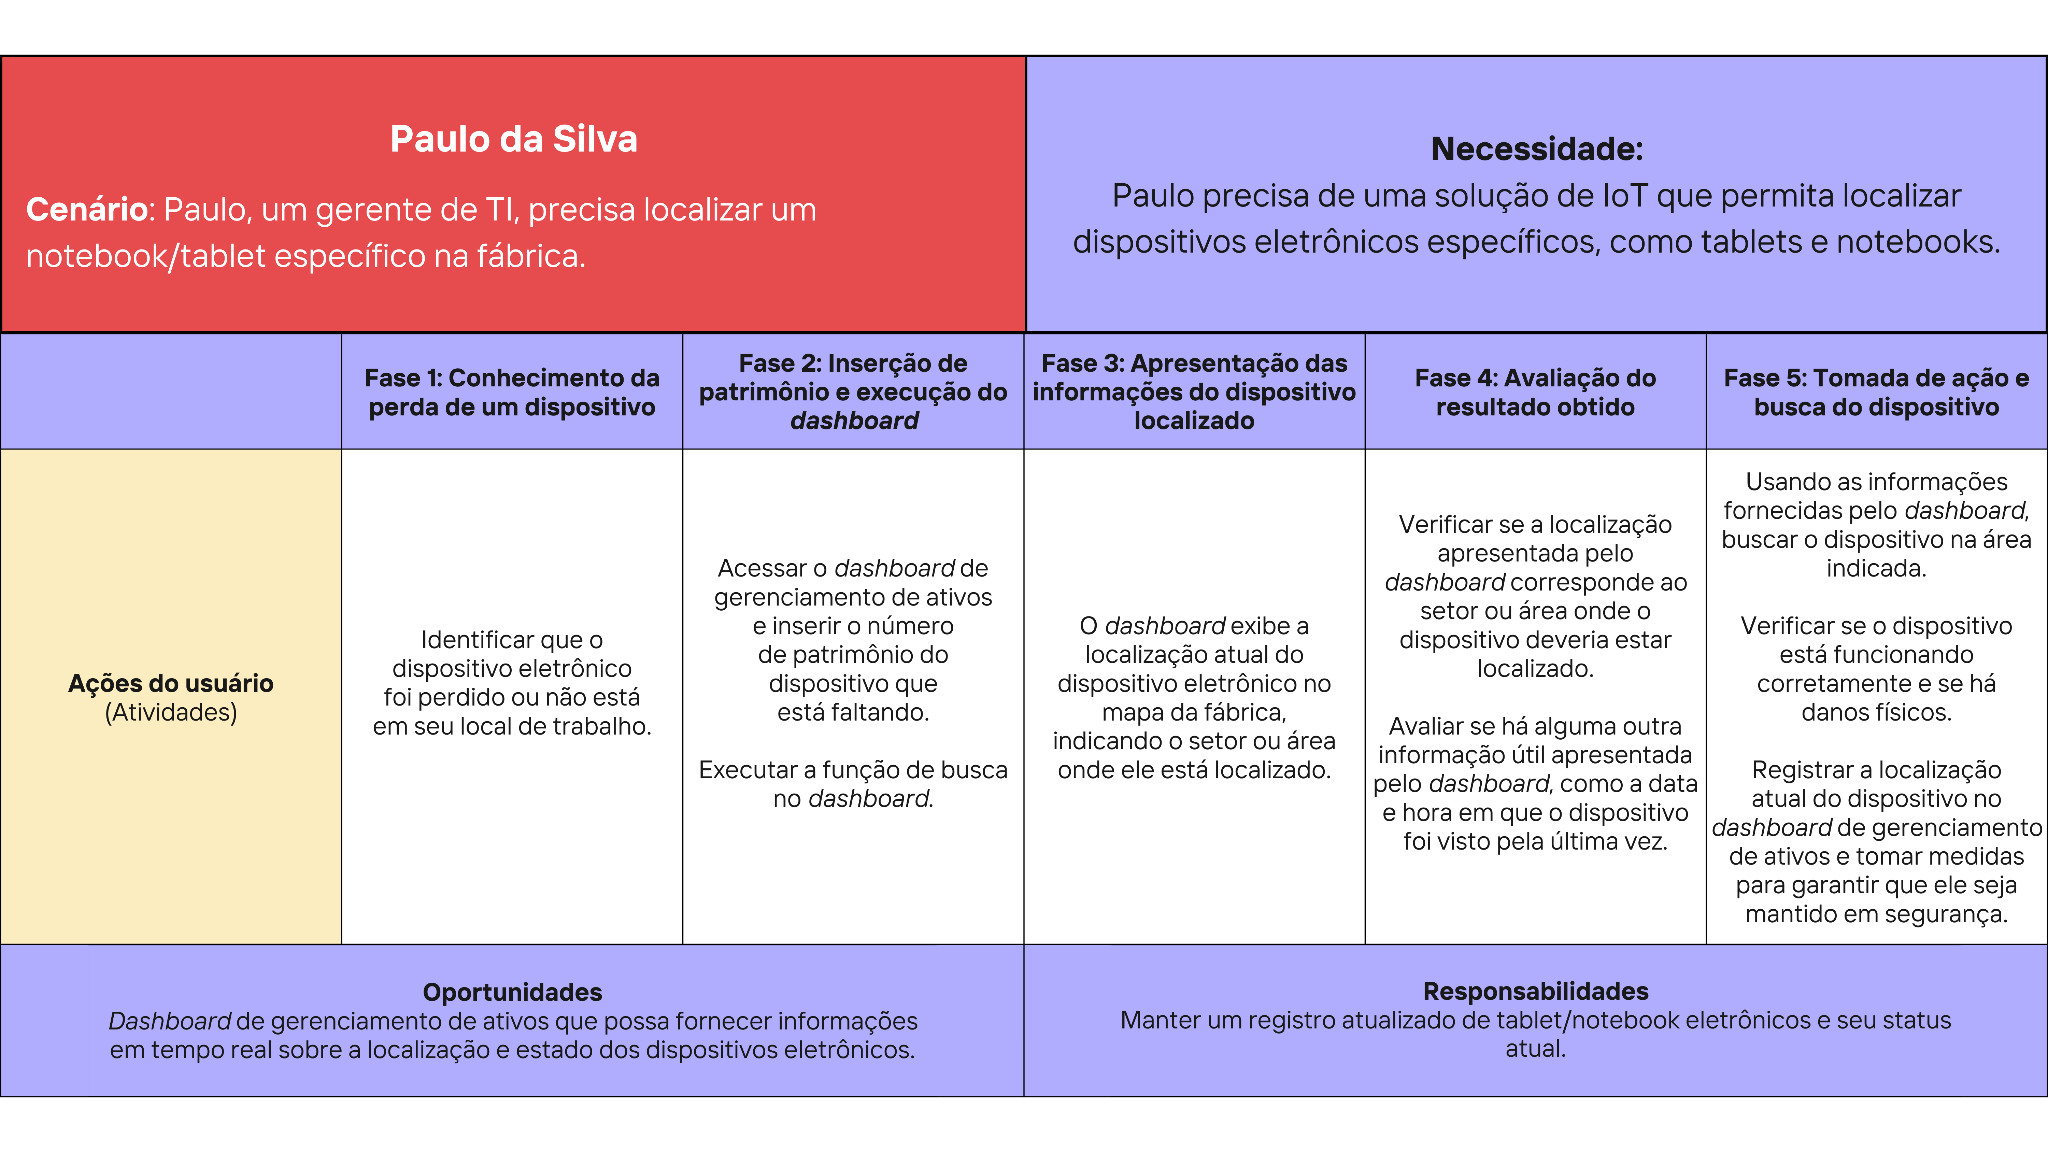 Paulo da Silva
Cenário: Paulo, um gerente de TI, precisa localizar um
notebook/tablet específico na fábrica.
Necessidade:
Paulo precisa de uma solução de IoT que permita localizar
dispositivos eletrônicos específicos, como tablets e notebooks.
Fase 1: Conhecimento da
perda de um dispositivo
Fase 2: Inserção de
patrimônio e execução do
dashboard
Fase 3: Apresentação das
informações do dispositivo
localizado
Fase 4: Avaliação do
resultado obtido
Fase 5: Tomada de ação e
busca do dispositivo
Ações do usuário
(Atividades)
Identificar que o
dispositivo eletrônico
foi perdido ou não está
em seu local de trabalho.
Acessar o dashboard de
gerenciamento de ativos
e inserir o número
de patrimônio do
dispositivo que
está faltando.
Executar a função de busca
no dashboard.
O dashboard exibe a
localização atual do
dispositivo eletrônico no
mapa da fábrica,
indicando o setor ou área
onde ele está localizado.
Verificar se a localização
apresentada pelo
dashboard corresponde ao
setor ou área onde o
dispositivo deveria estar
localizado.
Avaliar se há alguma outra
informação útil apresentada
pelo dashboard, como a data
e hora em que o dispositivo
foi visto pela última vez.
Usando as informações
fornecidas pelo dashboard,
buscar o dispositivo na área
indicada.
Verificar se o dispositivo
está funcionando
corretamente e se há
danos físicos.
Registrar a localização
atual do dispositivo no
dashboard de gerenciamento
de ativos e tomar medidas
para garantir que ele seja
mantido em segurança.
Oportunidades
Dashboard de gerenciamento de ativos que possa fornecer informações
em tempo real sobre a localização e estado dos dispositivos eletrônicos.
Responsabilidades
Manter um registro atualizado de tablet/notebook eletrônicos e seu status
atual.